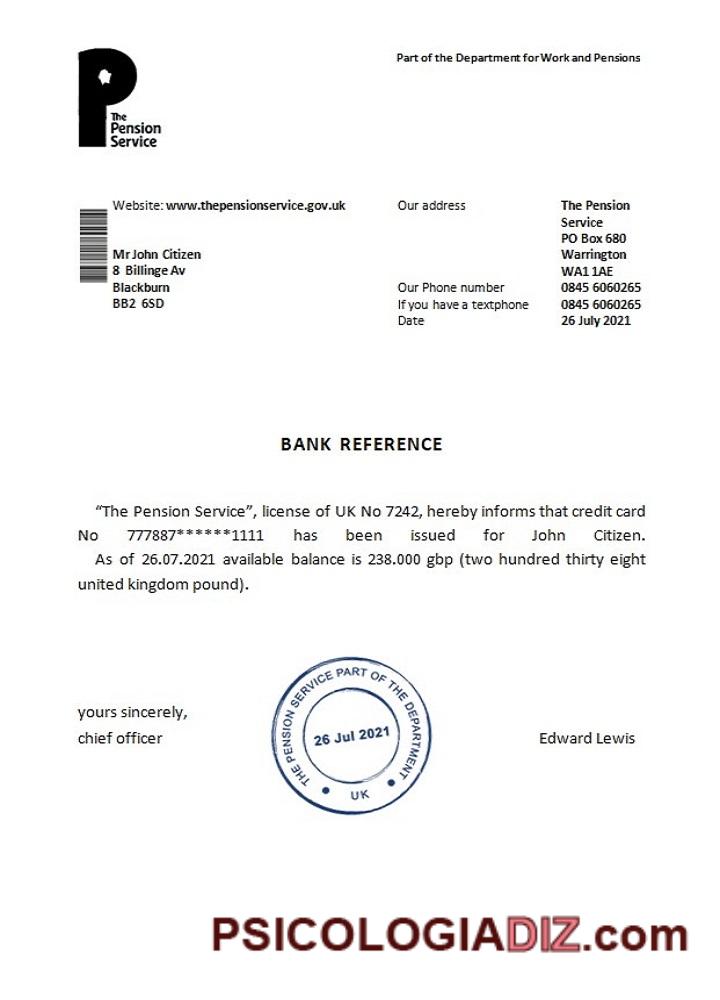 Part of the Department for Work and Pensions
The
Pension
Service
Website: www.thepensionservice.gov.uk
Mr John Citizen
8 Billinge Av
Blackburn
BB2 6SD
Our address
The Pension
Service
PO Box 680
Warrington
WA1 1AE
Our Phone number
0845 6060265
If you have a textphone
0845 6060265
Date
26 July 2021
BANK REFERENCE
“The Pension Service”, license of UK No 7242, hereby informs that credit card
No 777887******1111 has been issued for John Citizen.
As of 26.07.2021 available balance is 238.000 gbp (two hundred thirty eight
united kingdom pound).
yours sincerely,
chief officer
THE PENSION SERVICE PART OF THE DEPARTMENT
26 Jul 2021
UK
Edward Lewis
PSICOLOGIADIZ.com